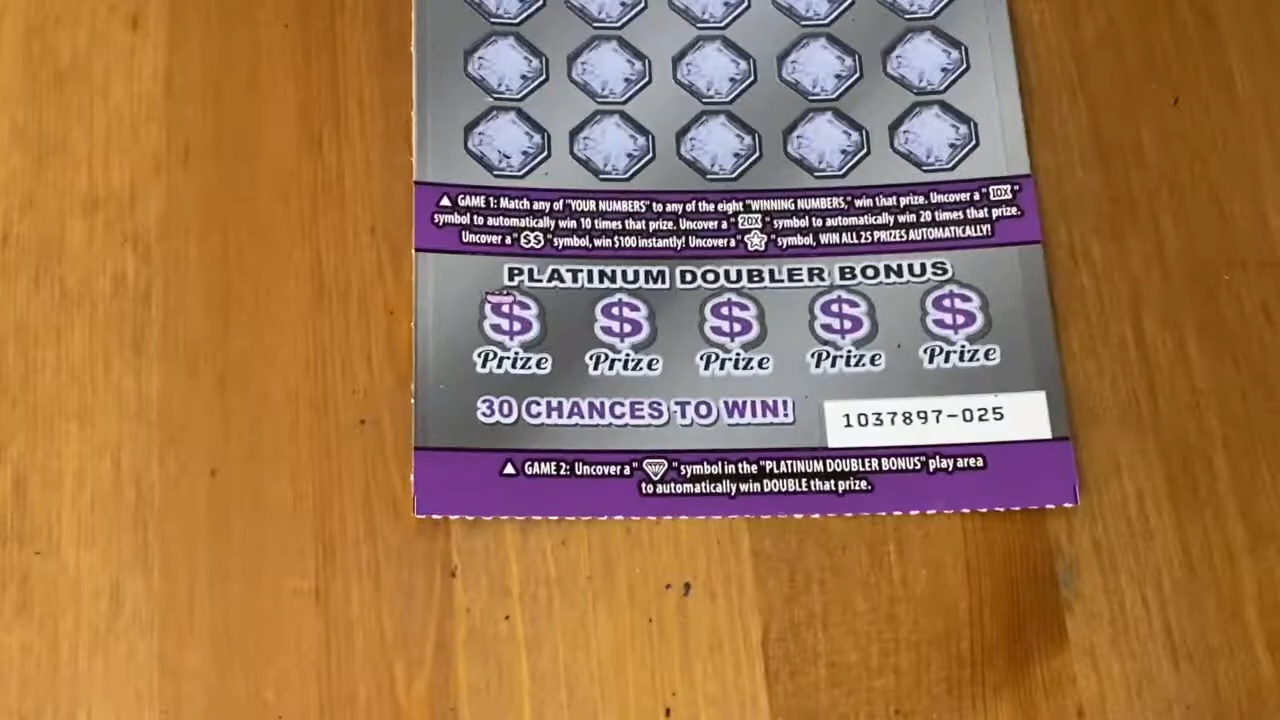 ▲ GAME 1: Match any of "YOUR NUMBERS" to any of the eight "WINNING NUMBERS," win that prize. Uncover a "10X"
symbol to automatically win 10 times that prize. Uncover a "20X" symbol to automatically win 20 times that prize.
Uncover a "$$" symbol, win $100 instantly! Uncover a "☆" symbol, WIN ALL 25 PRIZES AUTOMATICALLY!
PLATINUM DOUBLER BONUS
$ $ $ $ $
Prize Prize Prize Prize Prize
30 CHANCES TO WIN! 1037897-025
▲ GAME 2: Uncover a " " symbol in the "PLATINUM DOUBLER BONUS" play area
to automatically win DOUBLE that prize.